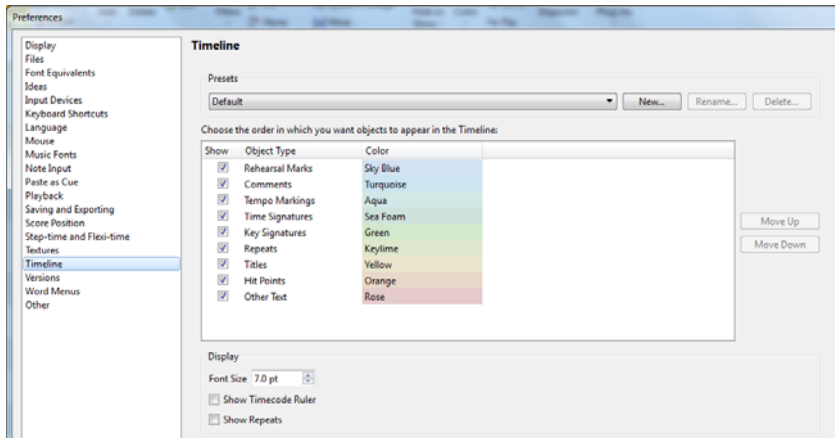 Preferences
Display
Files
Font Equivalents
Ideas
Input Devices
Keyboard Shortcuts
Language
Mouse
Music Fonts
Note Input
Paste as Cue
Playback
Saving and Exporting
Score Position
Step-time and Flexi-time
Textures
Timeline
Versions
Word Menus
Other
Timeline
Presets
Default New... Rename... Delete...
Choose the order in which you want objects to appear in the Timeline:
Show Object Type Color
Rehearsal Marks Sky Blue
Comments Turquoise
Tempo Markings Aqua
Time Signatures Sea Foam
Key Signatures Green
Repeats Keylime
Titles Yellow
Hit Points Orange
Other Text Rose
Move Up
Move Down
Display
Font Size 7.0 pt
Show Timecode Ruler
Show Repeats